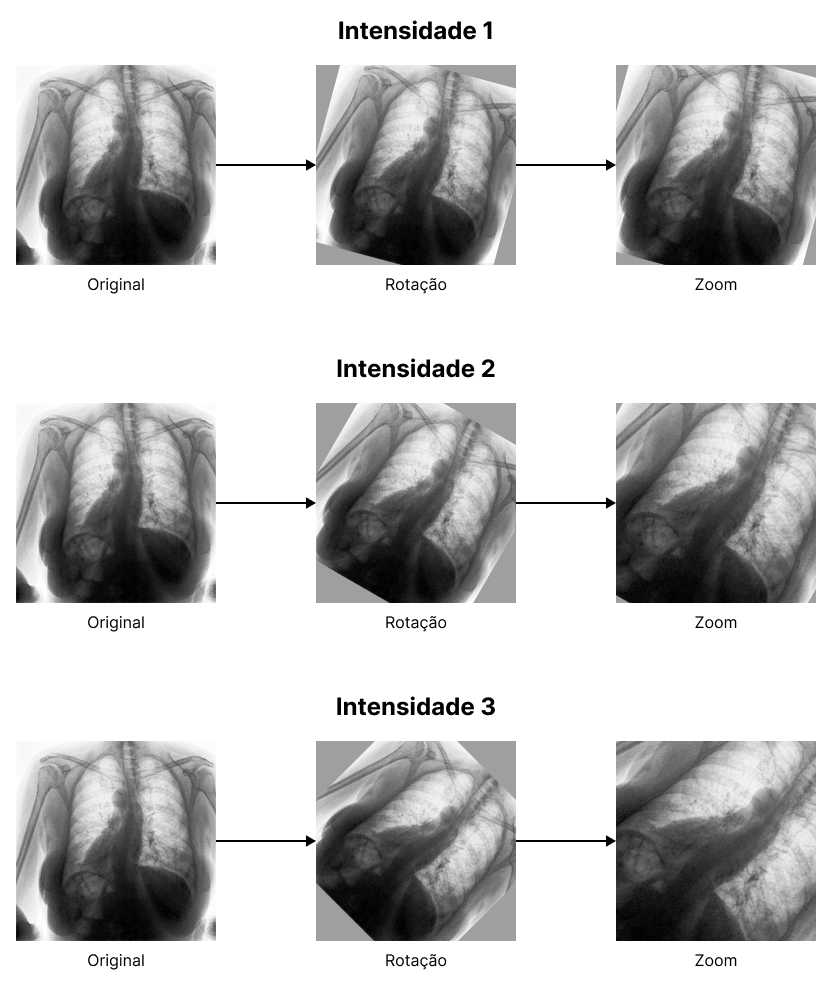 Intensidade 1
Original
Rotação
Zoom
Intensidade 2
Original
Rotação
Zoom
Intensidade 3
Original
Rotação
Zoom